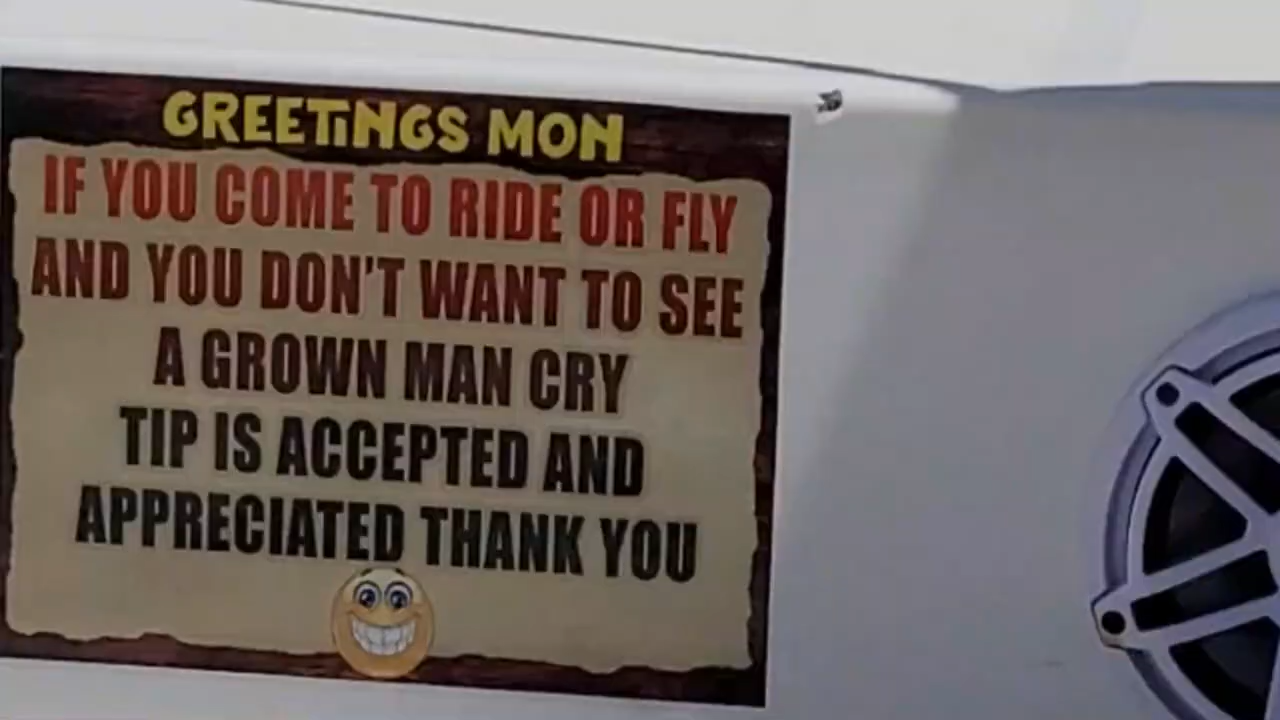 GREETiNGS MON
IF YOU COME TO RIDE OR FLY
AND YOU DON'T WANT TO SEE
A GROWN MAN CRY
TIP IS ACCEPTED AND
APPRECIATED THANK YOU